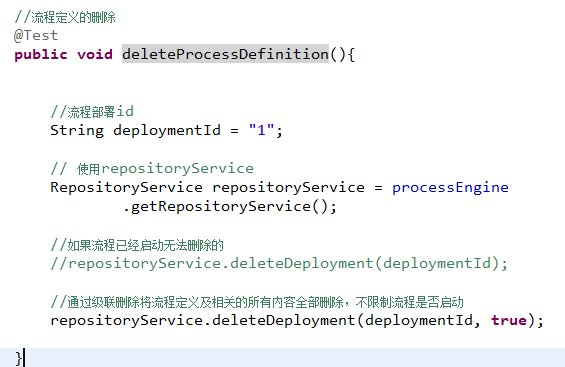 //流程定义的删除
@Test
public void deleteProcessDefinition(){
//流程部署id
String deploymentId = "1";
// 使用repositoryService
RepositoryService repositoryService = processEngine
.getRepositoryService();
//如果流程已经启动无法删除的
//repositoryService.deleteDeployment(deploymentId);
//通过级联删除将流程定义及相关的所有内容全部删除，不限制流程是否启动
repositoryService.deleteDeployment(deploymentId, true);
}